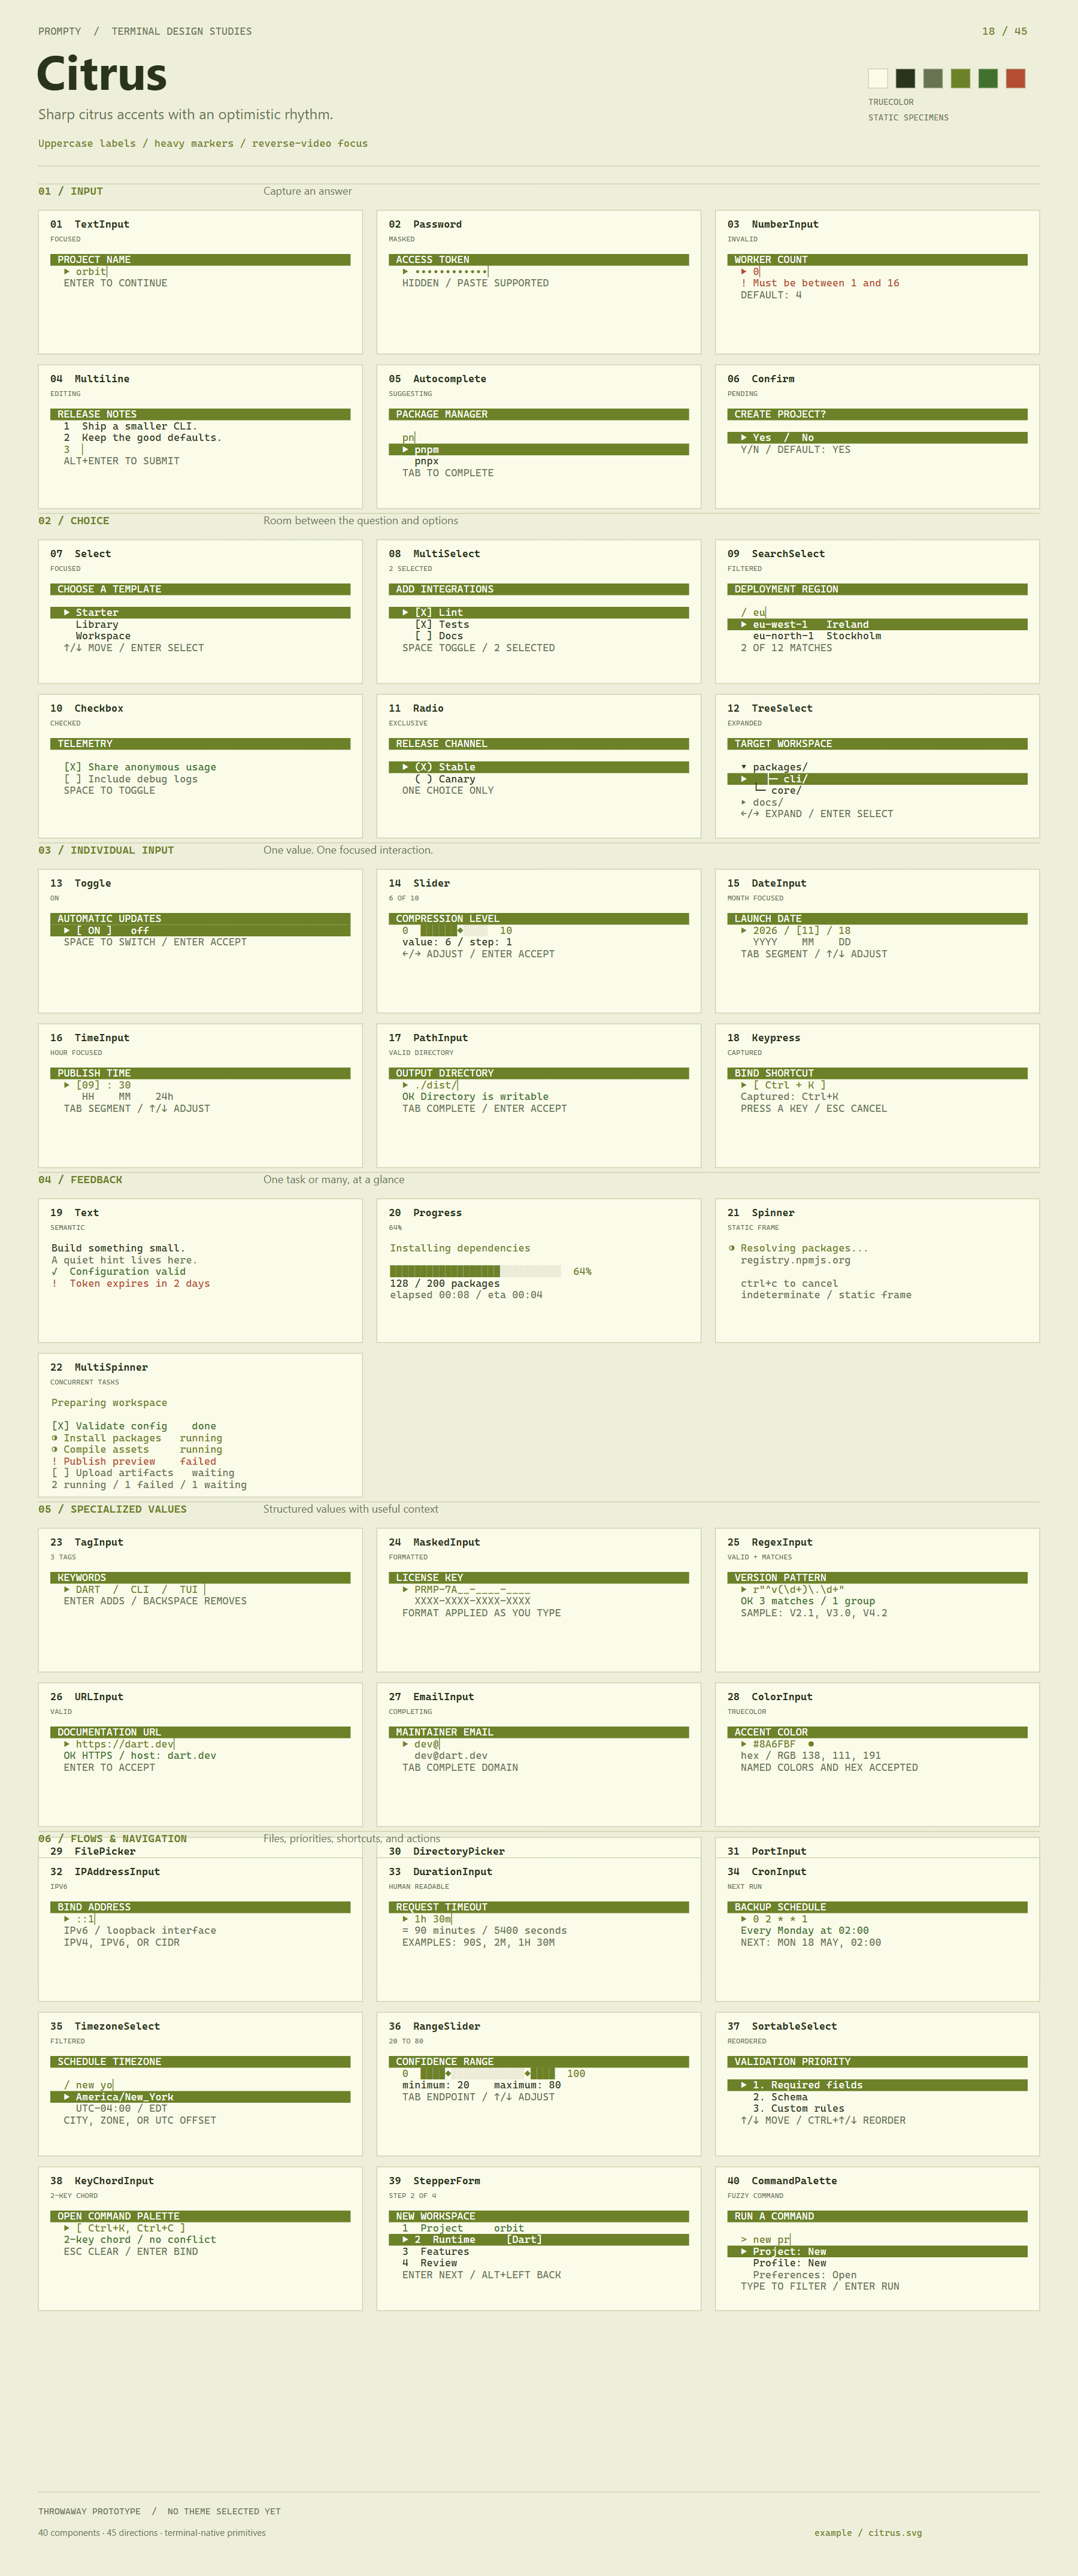 PROMPTY / TERMINAL DESIGN STUDIES
18 / 45
Citrus
Sharp citrus accents with an optimistic rhythm.
TRUECOLOR
STATIC SPECIMENS
Uppercase labels / heavy markers / reverse-video focus
01 / INPUT
Capture an answer
01 TextInput
FOCUSED
PROJECT NAME
▶ orbit
ENTER TO CONTINUE
02 Password
MASKED
ACCESS TOKEN
▶ ••••••••••••
HIDDEN / PASTE SUPPORTED
03 NumberInput
INVALID
WORKER COUNT
▶ 0
! Must be between 1 and 16
DEFAULT: 4
04 Multiline
EDITING
RELEASE NOTES
1 Ship a smaller CLI.
2 Keep the good defaults.
3
ALT+ENTER TO SUBMIT
05 Autocomplete
SUGGESTING
PACKAGE MANAGER
pn
▶ pnpm
pnpx
TAB TO COMPLETE
06 Confirm
PENDING
CREATE PROJECT?
▶ Yes / No
Y/N / DEFAULT: YES
02 / CHOICE
Room between the question and options
07 Select
FOCUSED
CHOOSE A TEMPLATE
▶ Starter
Library
Workspace
↑/↓ MOVE / ENTER SELECT
08 MultiSelect
2 SELECTED
ADD INTEGRATIONS
▶ [X] Lint
[X] Tests
[ ] Docs
SPACE TOGGLE / 2 SELECTED
09 SearchSelect
FILTERED
DEPLOYMENT REGION
/ eu
▶ eu-west-1 Ireland
eu-north-1 Stockholm
2 OF 12 MATCHES
10 Checkbox
CHECKED
TELEMETRY
[X] Share anonymous usage
[ ] Include debug logs
SPACE TO TOGGLE
11 Radio
EXCLUSIVE
RELEASE CHANNEL
▶ (X) Stable
( ) Canary
ONE CHOICE ONLY
12 TreeSelect
EXPANDED
TARGET WORKSPACE
▾ packages/
▶ ├─ cli/
└─ core/
▸ docs/
←/→ EXPAND / ENTER SELECT
03 / INDIVIDUAL INPUT
One value. One focused interaction.
13 Toggle
ON
AUTOMATIC UPDATES
▶ [ ON ] off
SPACE TO SWITCH / ENTER ACCEPT
14 Slider
6 OF 10
COMPRESSION LEVEL
0 ██████◆░░░░ 10
value: 6 / step: 1
←/→ ADJUST / ENTER ACCEPT
15 DateInput
MONTH FOCUSED
LAUNCH DATE
▶ 2026 / [11] / 18
YYYY MM DD
TAB SEGMENT / ↑/↓ ADJUST
16 TimeInput
HOUR FOCUSED
PUBLISH TIME
▶ [09] : 30
HH MM 24h
TAB SEGMENT / ↑/↓ ADJUST
17 PathInput
VALID DIRECTORY
OUTPUT DIRECTORY
▶ ./dist/
OK Directory is writable
TAB COMPLETE / ENTER ACCEPT
18 Keypress
CAPTURED
BIND SHORTCUT
▶ [ Ctrl + K ]
Captured: Ctrl+K
PRESS A KEY / ESC CANCEL
04 / FEEDBACK
One task or many, at a glance
19 Text
SEMANTIC
Build something small.
A quiet hint lives here.
✓ Configuration valid
! Token expires in 2 days
20 Progress
64%
Installing dependencies
██████████████████░░░░░░░░░░ 64%
128 / 200 packages
elapsed 00:08 / eta 00:04
21 Spinner
STATIC FRAME
◑ Resolving packages...
registry.npmjs.org
ctrl+c to cancel
indeterminate / static frame
22 MultiSpinner
CONCURRENT TASKS
Preparing workspace
[X] Validate config done
◑ Install packages running
◑ Compile assets running
! Publish preview failed
[ ] Upload artifacts waiting
2 running / 1 failed / 1 waiting
05 / SPECIALIZED VALUES
Structured values with useful context
23 TagInput
3 TAGS
KEYWORDS
▶ DART / CLI / TUI
ENTER ADDS / BACKSPACE REMOVES
24 MaskedInput
FORMATTED
LICENSE KEY
▶ PRMP-7A__-____-____
XXXX-XXXX-XXXX-XXXX
FORMAT APPLIED AS YOU TYPE
25 RegexInput
VALID + MATCHES
VERSION PATTERN
▶ r"^v(\d+)\.\d+"
OK 3 matches / 1 group
SAMPLE: V2.1, V3.0, V4.2
26 URLInput
VALID
DOCUMENTATION URL
▶ https://dart.dev
OK HTTPS / host: dart.dev
ENTER TO ACCEPT
27 EmailInput
COMPLETING
MAINTAINER EMAIL
▶ dev@
dev@dart.dev
TAB COMPLETE DOMAIN
28 ColorInput
TRUECOLOR
ACCENT COLOR
▶ #8A6FBF ●
hex / RGB 138, 111, 191
NAMED COLORS AND HEX ACCEPTED
06 / FLOWS & NAVIGATION
Files, priorities, shortcuts, and actions
29 FilePicker
30 DirectoryPicker
31 PortInput
32 IPAddressInput
IPV6
BIND ADDRESS
▶ ::1
IPv6 / loopback interface
IPV4, IPV6, OR CIDR
33 DurationInput
HUMAN READABLE
REQUEST TIMEOUT
▶ 1h 30m
= 90 minutes / 5400 seconds
EXAMPLES: 90S, 2M, 1H 30M
34 CronInput
NEXT RUN
BACKUP SCHEDULE
▶ 0 2 * * 1
Every Monday at 02:00
NEXT: MON 18 MAY, 02:00
35 TimezoneSelect
FILTERED
SCHEDULE TIMEZONE
/ new yo
▶ America/New_York
UTC-04:00 / EDT
CITY, ZONE, OR UTC OFFSET
36 RangeSlider
20 TO 80
CONFIDENCE RANGE
0 ████◆░░░░░░░░░░░░◆████ 100
minimum: 20 maximum: 80
TAB ENDPOINT / ↑/↓ ADJUST
37 SortableSelect
REORDERED
VALIDATION PRIORITY
▶ 1. Required fields
2. Schema
3. Custom rules
↑/↓ MOVE / CTRL+↑/↓ REORDER
38 KeyChordInput
2-KEY CHORD
OPEN COMMAND PALETTE
▶ [ Ctrl+K, Ctrl+C ]
2-key chord / no conflict
ESC CLEAR / ENTER BIND
39 StepperForm
STEP 2 OF 4
NEW WORKSPACE
1 Project orbit
▶ 2 Runtime [Dart]
3 Features
4 Review
ENTER NEXT / ALT+LEFT BACK
40 CommandPalette
FUZZY COMMAND
RUN A COMMAND
> new pr
▶ Project: New
Profile: New
Preferences: Open
TYPE TO FILTER / ENTER RUN
THROWAWAY PROTOTYPE / NO THEME SELECTED YET
40 components · 45 directions · terminal-native primitives
example / citrus.svg